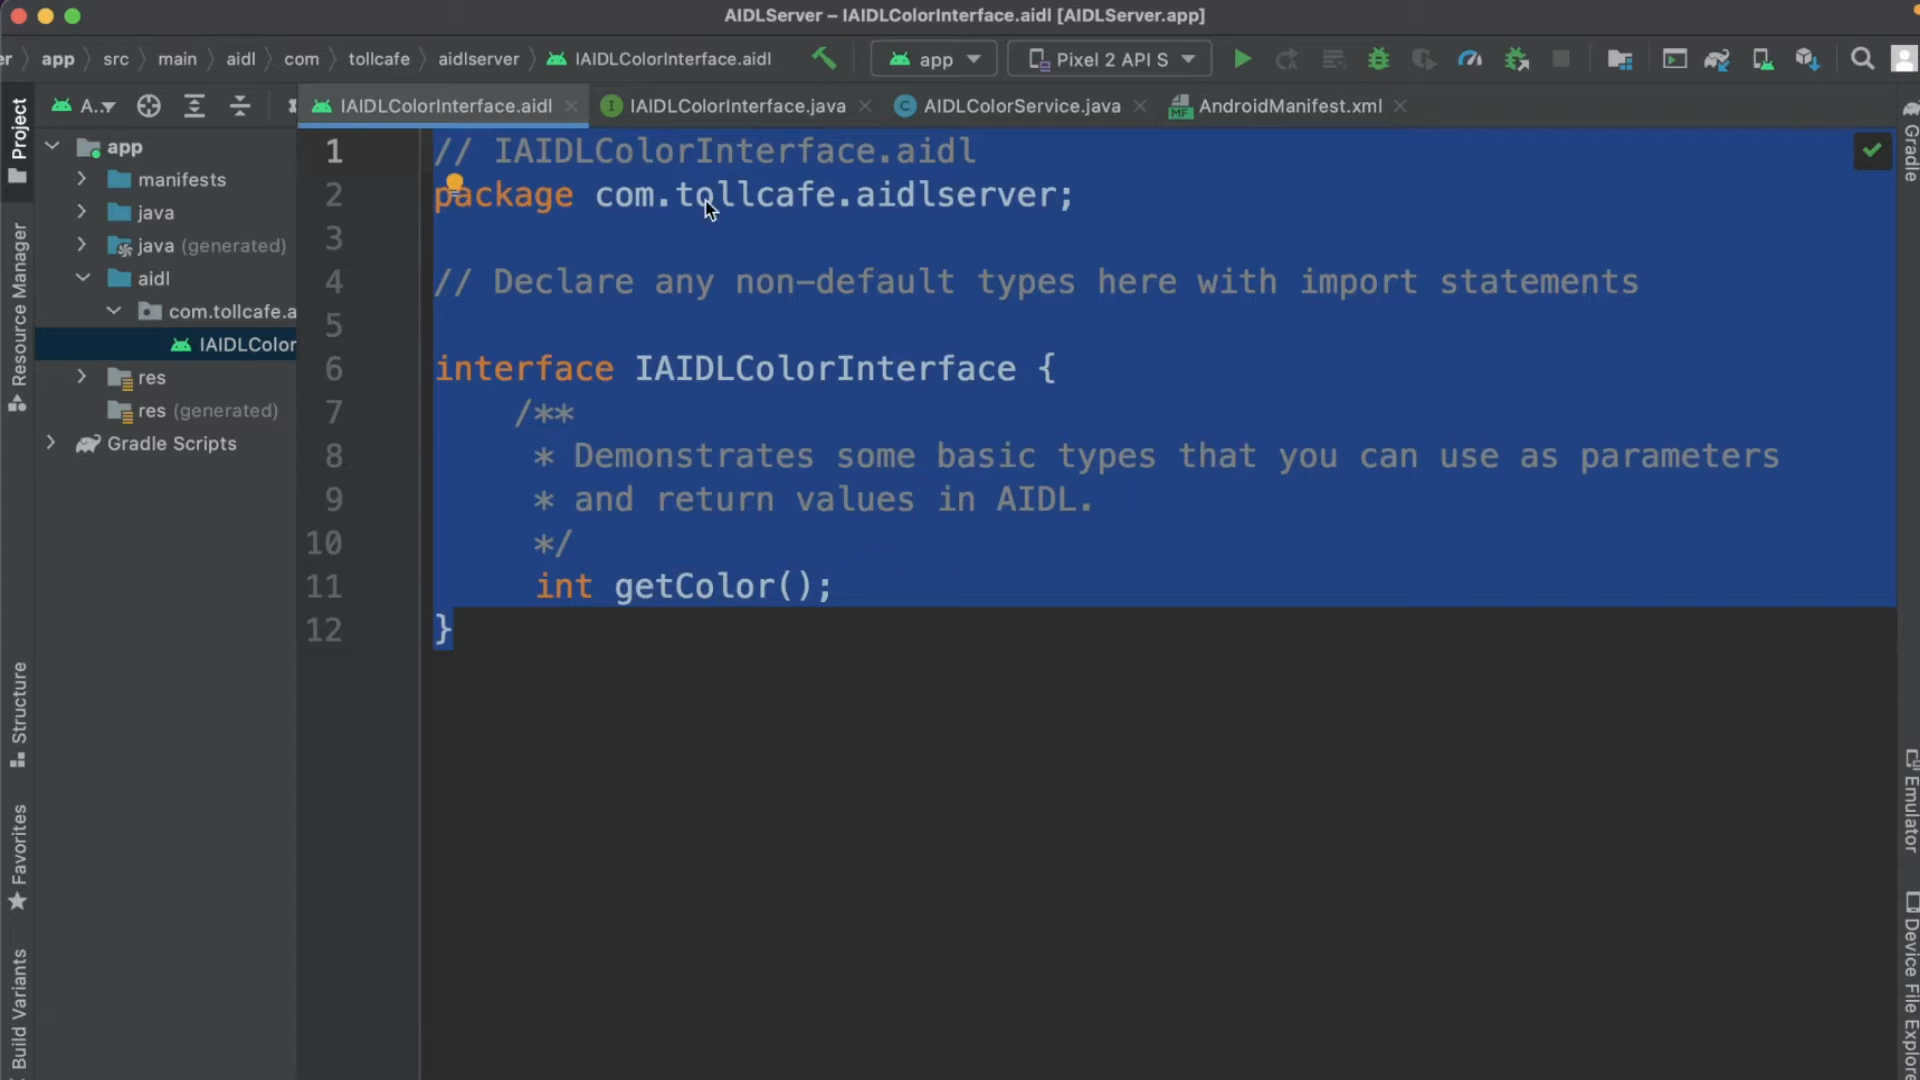 AIDLServer – IAIDLColorInterface.aidl [AIDLServer.app]
er app src main aidl com tollcafe aidlserver IAIDLColorInterface.aidl app Pixel 2 API S
A.. IAIDLColorInterface.aidl IAIDLColorInterface.java AIDLColorService.java AndroidManifest.xml
Project
Resource Manager
Structure
Favorites
Build Variants
app
manifests
java
java (generated)
aidl
com.tollcafe.a
IAIDLColor
res
res (generated)
Gradle Scripts
1 // IAIDLColorInterface.aidl
2 package com.tollcafe.aidlserver;
3
4 // Declare any non-default types here with import statements
5
6 interface IAIDLColorInterface {
7 /**
8 * Demonstrates some basic types that you can use as parameters
9 * and return values in AIDL.
10 */
11 int getColor();
12 }
Gradle
Emulator
Device File Explore